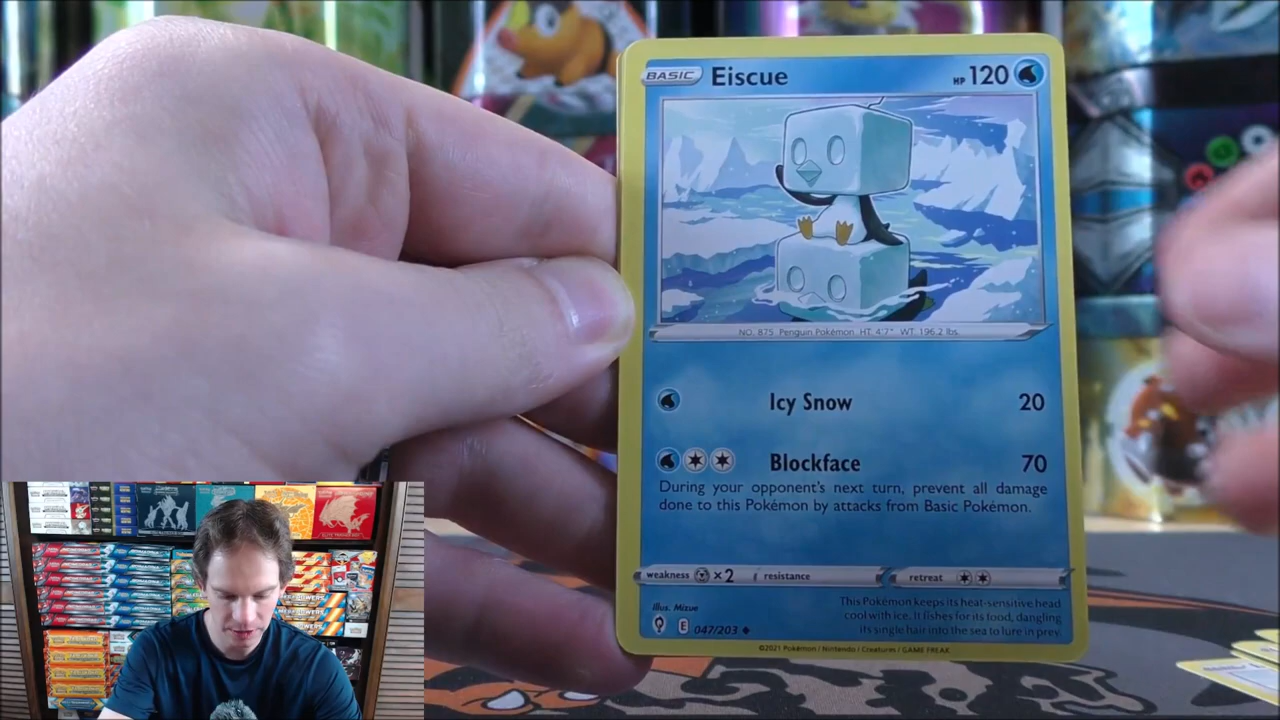 BASIC Eiscue HP 120
NO. 875 Penguin Pokémon HT: 4'7" WT: 196.2 lbs.
Icy Snow 20
Blockface 70
During your opponent's next turn, prevent all damage
done to this Pokémon by attacks from Basic Pokémon.
weakness ×2 resistance retreat
Illus. Mizue
This Pokémon keeps its heat-sensitive head
cool with ice. It fishes for its food, dangling
its single hair into the sea to lure in prey.
E 047/203
©2021 Pokémon / Nintendo / Creatures / GAME FREAK